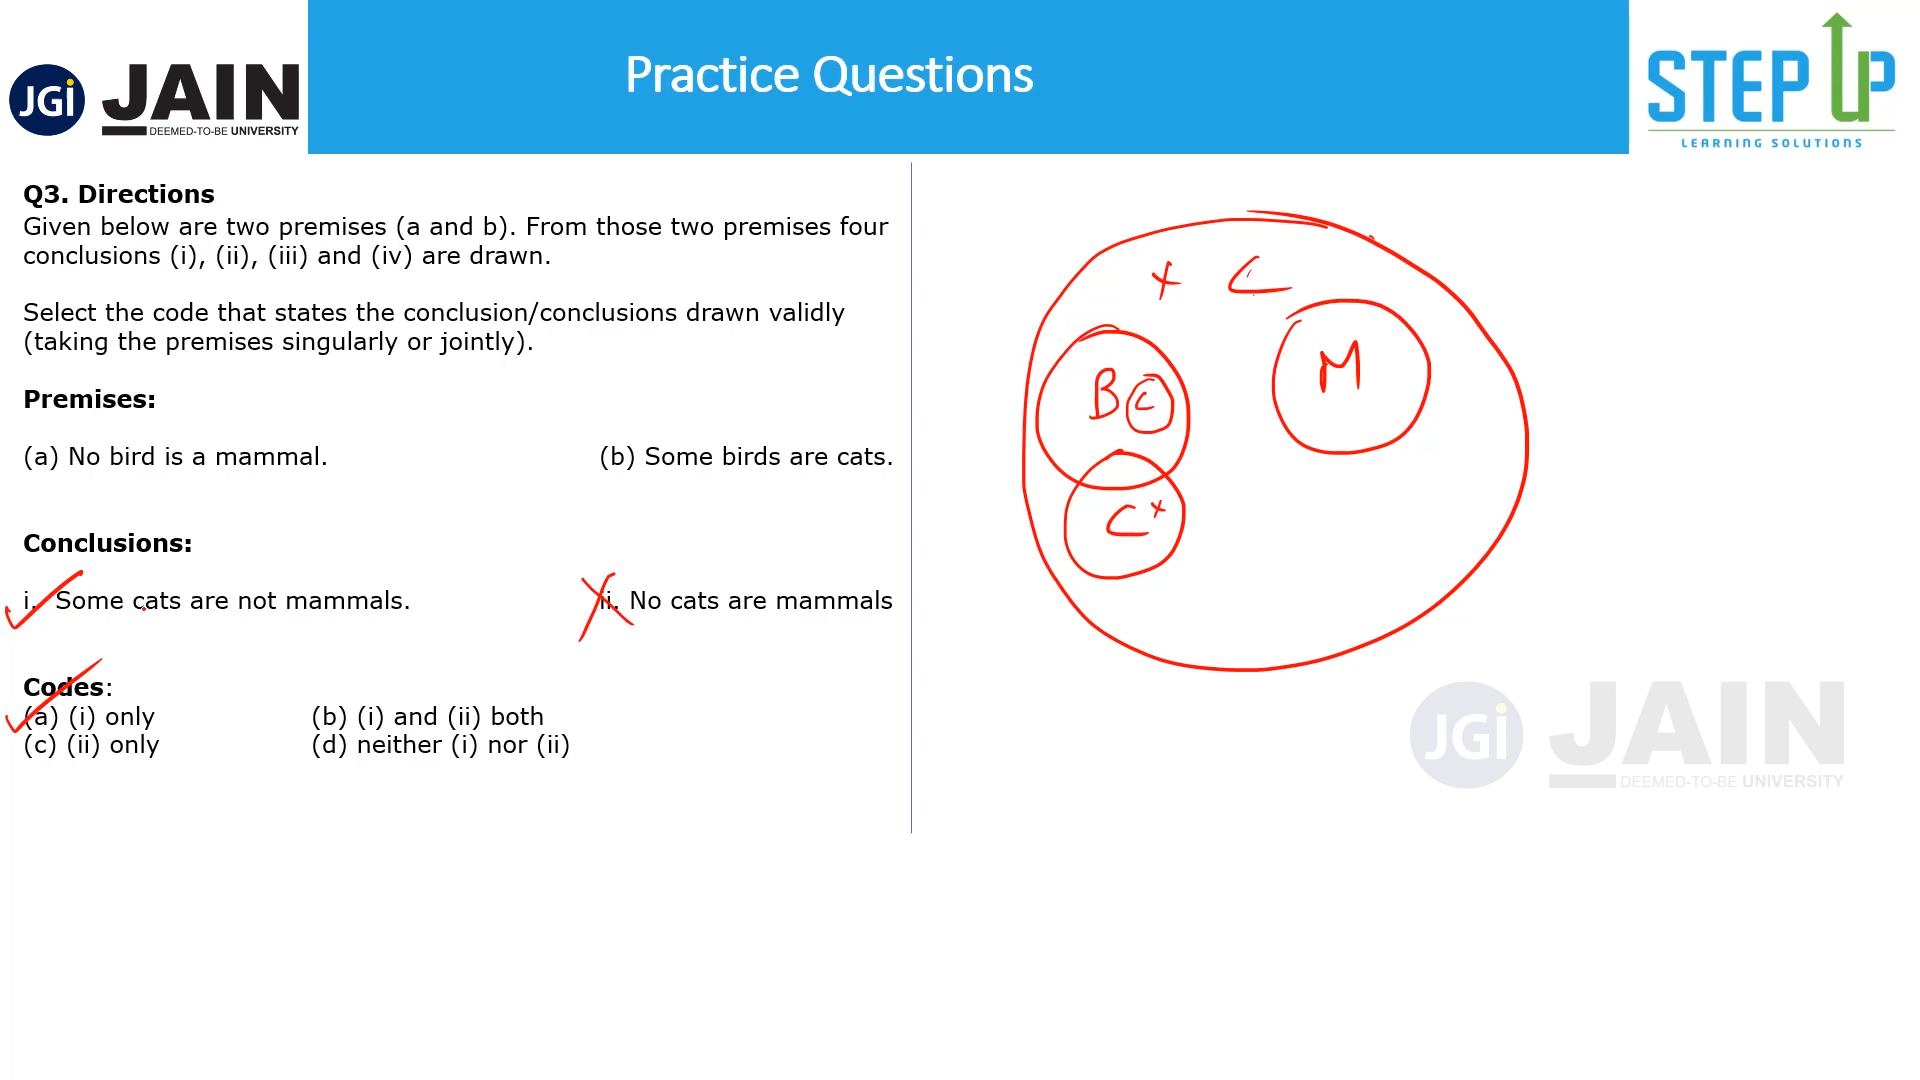 JGi JAIN
DEEMED-TO-BE UNIVERSITY
Practice Questions
STEP UP
LEARNING SOLUTIONS
Q3. Directions
Given below are two premises (a and b). From those two premises four
conclusions (i), (ii), (iii) and (iv) are drawn.
Select the code that states the conclusion/conclusions drawn validly
(taking the premises singularly or jointly).
Premises:
(a) No bird is a mammal. (b) Some birds are cats.
Conclusions:
i. Some cats are not mammals. ii. No cats are mammals
Codes:
(a) (i) only (b) (i) and (ii) both
(c) (ii) only (d) neither (i) nor (ii)
x C
B C
M
C x
JGi JAIN
DEEMED-TO-BE UNIVERSITY